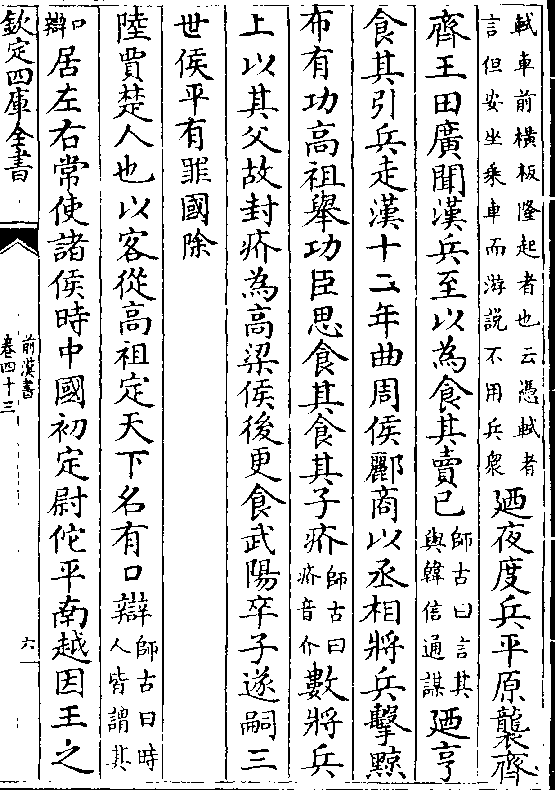 軾車前橫板隆起者也云憑軾者
言但安坐乗車而游説不用兵衆
廼夜度兵平原襲齊
齊王田廣聞漢兵至以為食其賣已
師古曰言其
與韓信通謀
廼亨
食其引兵走漢十二年曲周侯酈商以丞相將兵擊黥
布有功高祖舉功臣思食其食其子疥
師古曰
疥音介
數將兵
上以其父故封疥為高梁侯後更食武陽卒子遂嗣三
世侯平有罪國除
陸賈楚人也以客從高祖定天下名有口辯
師古曰時
人皆謂其
口
辯
居左右常使諸侯時中國初定尉佗平南越因王之
欽定四庫全書
前漢書
卷四十三
六